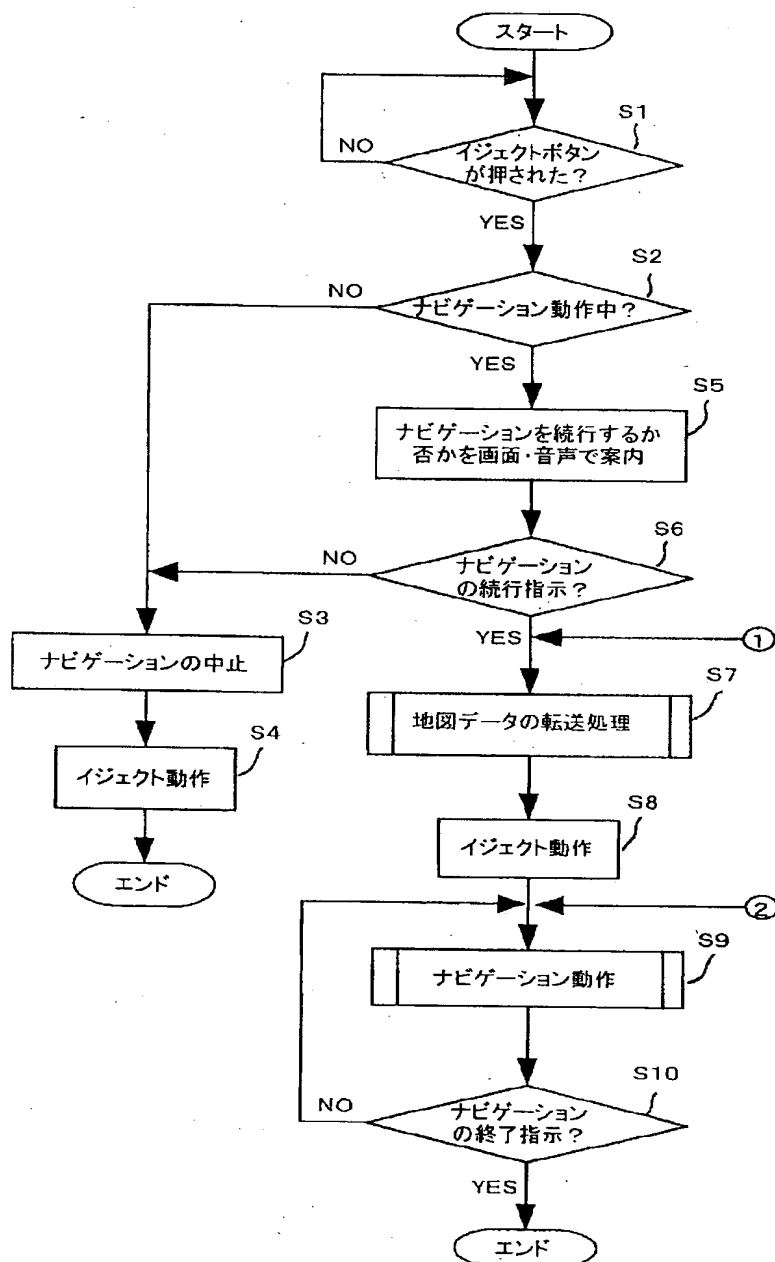 スタート
S1
イジェクトボタン
が押された?
NO
YES
S2
NO
ナビゲーション動作中?
YES
S5
ナビゲーションを続行するか
否かを画面・音声で案内
S6
NO
ナビゲーション
の続行指示?
S3
YES
①
ナビゲーションの中止
S7
地図データの転送処理
S4
イジェクト動作
S8
イジェクト動作
エンド
②
S9
ナビゲーション動作
S10
NO
ナビゲーション
の終了指示?
YES
エンド